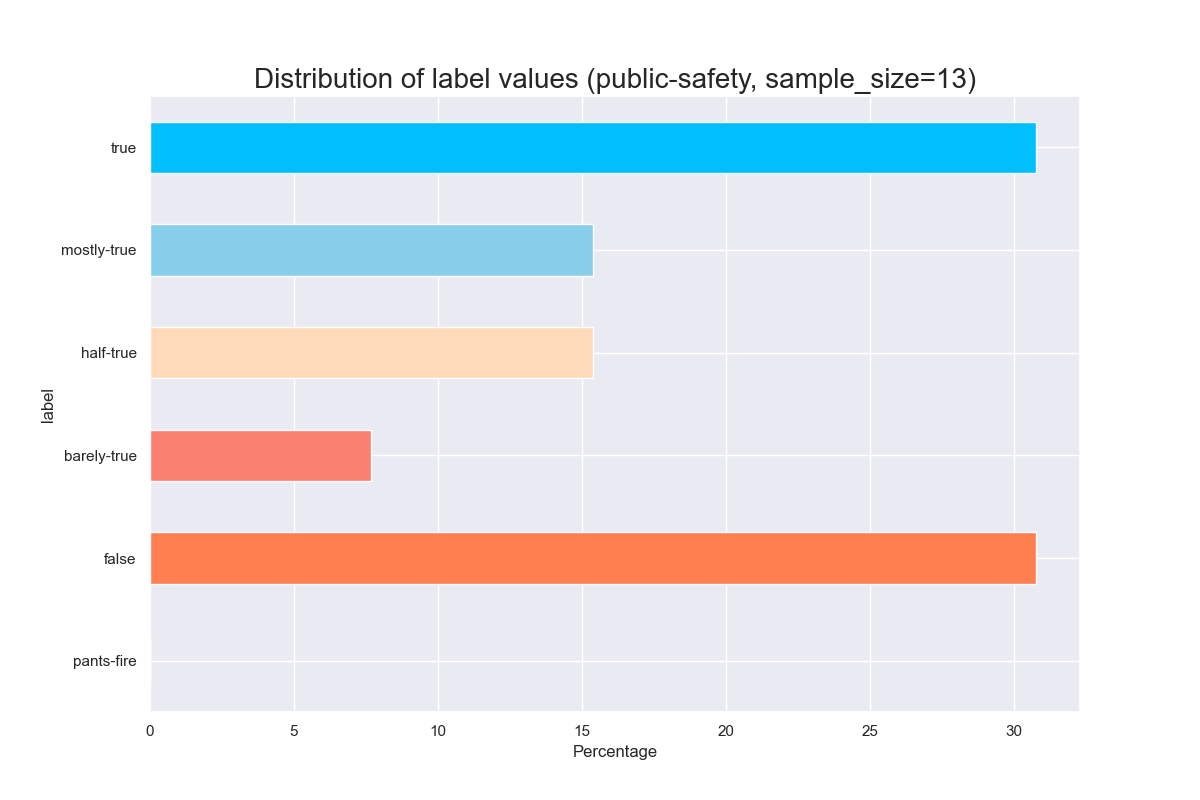 Distribution of label values (public-safety, sample_size=13)
true
mostly-true
half-true
label
barely-true
false
pants-fire
0 5 10 15 20 25 30
Percentage